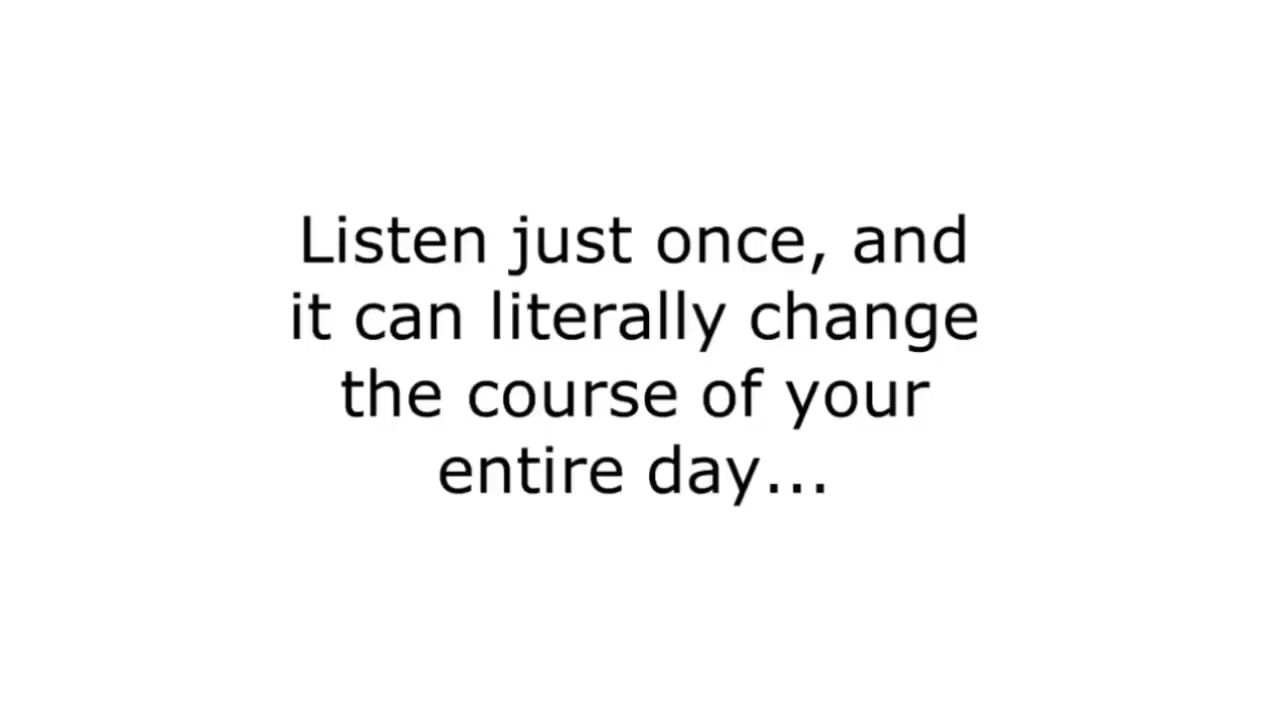 Listen just once, and
it can literally change
the course of your
entire day...